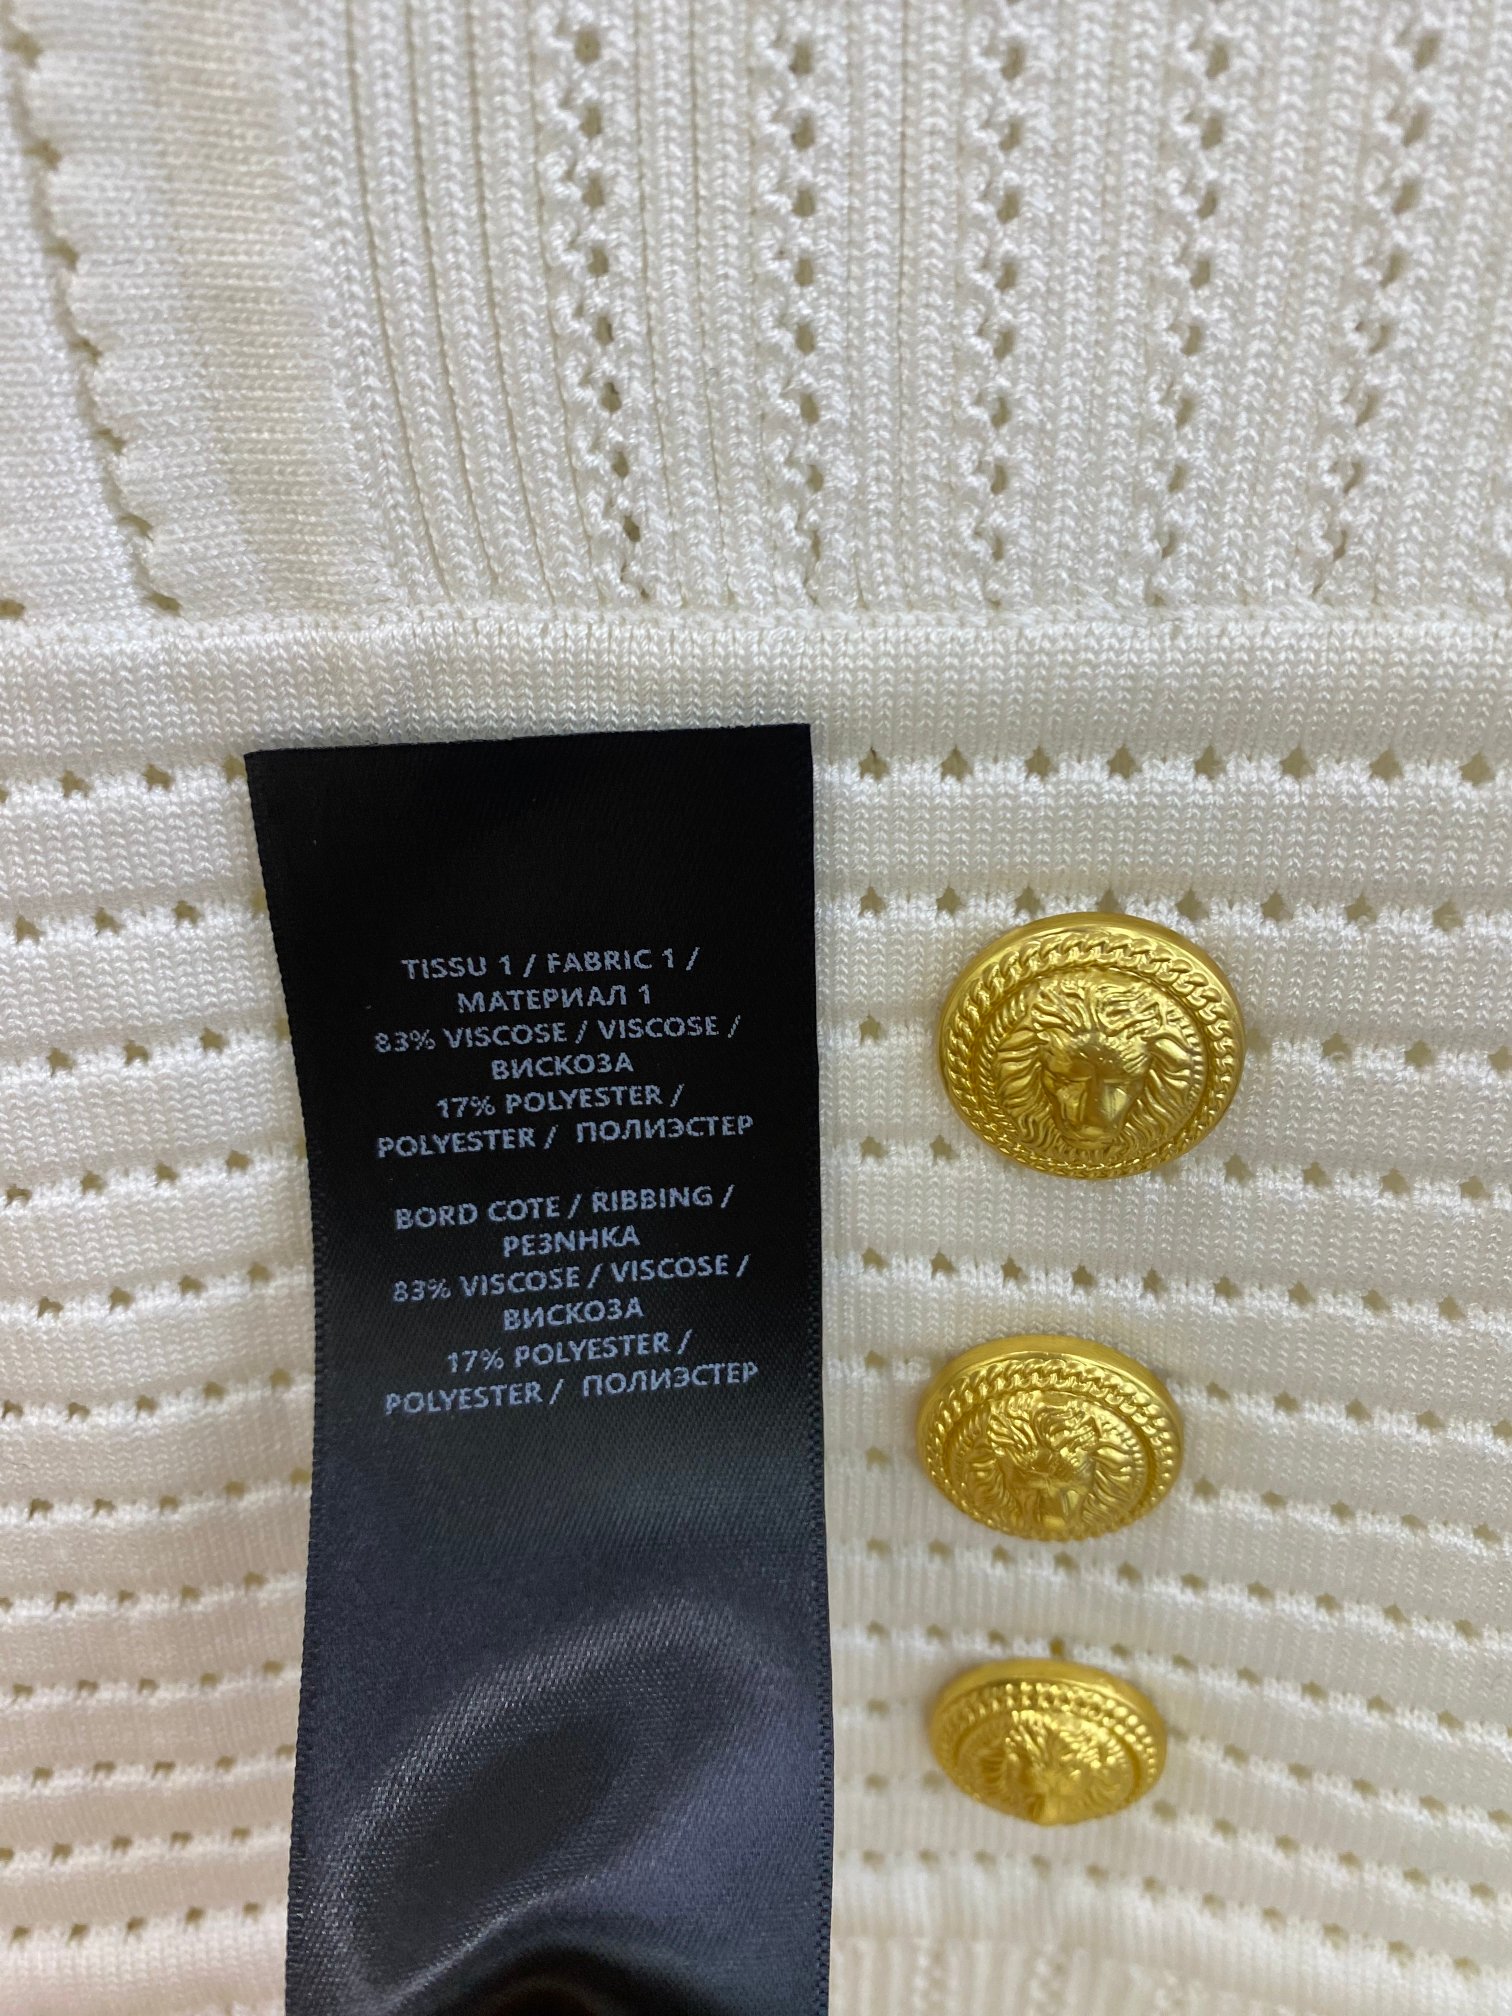 TISSU 1 / FABRIC 1 /
МАТЕРИАЛ 1
83% VISCOSE / VISCOSE /
ВИСКОЗА
17% POLYESTER /
POLYESTER / ПОЛИЭСТЕР
BORD COTE / RIBBING /
PE3NHKA
83% VISCOSE / VISCOSE /
ВИСКОЗА
17% POLYESTER /
POLYESTER / ПОЛИЭСТЕР